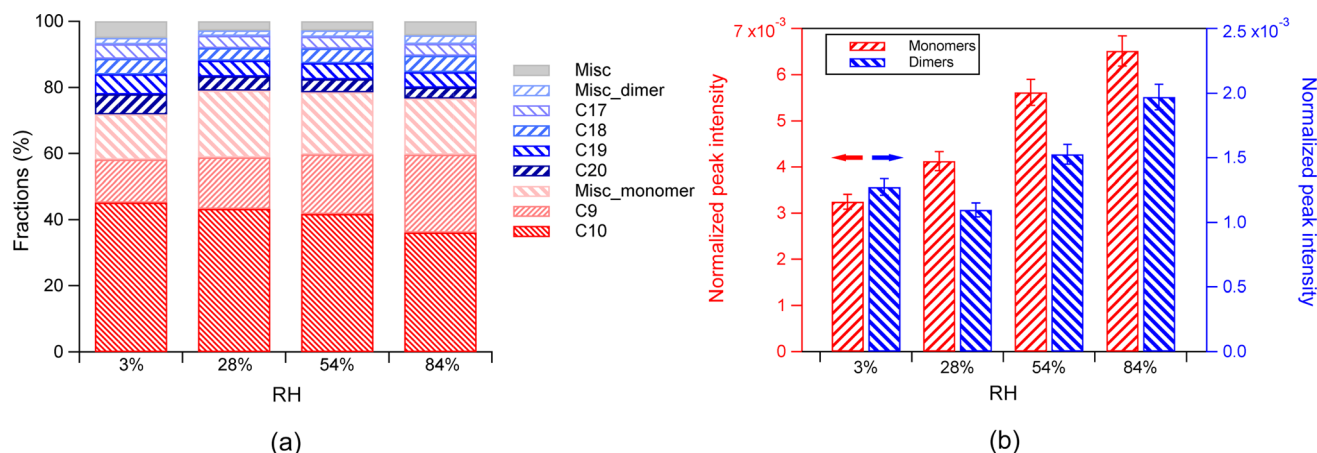 100
80
60
40
20
0
Fractions (%)
3%
28%
54%
84%
RH
(a)
Misc
Misc_dimer
C17
C18
C19
C20
Misc_monomer
C9
C10
7 x10⁻³
6
5
4
3
2
1
0
Normalized peak intensity
Monomers
Dimers
3%
28%
54%
84%
RH
(b)
2.5x10⁻³
2.0
1.5
1.0
0.5
0.0
Normalized peak intensity